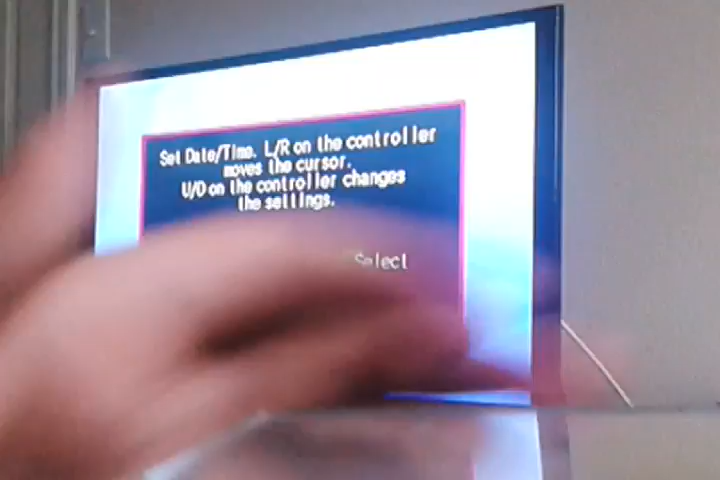 Set Date/Time. L/R on the controller
moves the cursor.
U/D on the controller changes
the settings.
Select